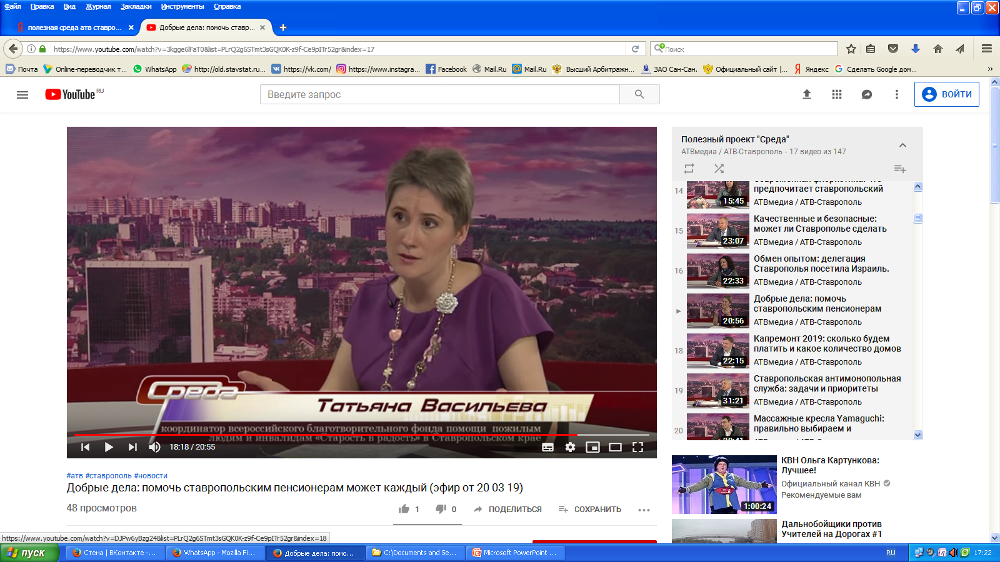 Файл Правка Вид Журнал Закладки Инструменты Справка
полезная среда атв ставро...
Добрые дела: помочь ставр...
https://www.youtube.com/watch?v=3kgge6lFaT0&list=PLrQ2g6STmt3sGQK0K-z9f-Ce9pITr52gr&index=17
Поиск
Почта Online-переводчик т... WhatsApp http://old.stavstat.ru... https://vk.com/ https://www.instagra... Facebook Mail.Ru Mail.Ru Высший Арбитражн... ЗАО Сан-Сан. Официальный сайт |... Яндекс Сделать Google дом...
YouTube RU
Введите запрос
ВОЙТИ
Среда
Татьяна Васильева
координатор всероссийского благотворительного фонда помощи пожилым
людям и инвалидам «Старость в радость» в Ставропольском крае
18:18 / 20:55
#атв #ставрополь #новости
Добрые дела: помочь ставропольским пенсионерам может каждый (эфир от 20 03 19)
48 просмотров
1
0
ПОДЕЛИТЬСЯ
СОХРАНИТЬ
Полезный проект "Среда"
АТВмедиа / АТВ-Ставрополь - 17 видео из 147
14
15:45
предпочитает ставропольский
АТВмедиа / АТВ-Ставрополь
15
23:07
Качественные и безопасные:
может ли Ставрополье сделать
АТВмедиа / АТВ-Ставрополь
16
22:33
Обмен опытом: делегация
Ставрополья посетила Израиль.
АТВмедиа / АТВ-Ставрополь
20:56
Добрые дела: помочь
ставропольским пенсионерам
АТВмедиа / АТВ-Ставрополь
18
22:15
Капремонт 2019: сколько будем
платить и какое количество домов
АТВмедиа / АТВ-Ставрополь
19
31:21
Ставропольская антимонопольная
служба: задачи и приоритеты
АТВмедиа / АТВ-Ставрополь
20
Массажные кресла Yamaguchi:
правильно выбираем и
1:00:24
КВН Ольга Картункова:
Лучшее!
Официальный канал КВН
Рекомендуемые вам
Дальнобойщики против
Учителей на Дорогах #1
https://www.youtube.com/watch?v=DJPw6yBzg24&list=PLrQ2g6STmt3sGQK0K-z9f-Ce9pITr52gr&index=18
пуск
Стена | ВКонтакте -...
WhatsApp - Mozilla Fi...
Добрые дела: помо...
C:\Documents and Se...
Microsoft PowerPoint ...
RU
17:22